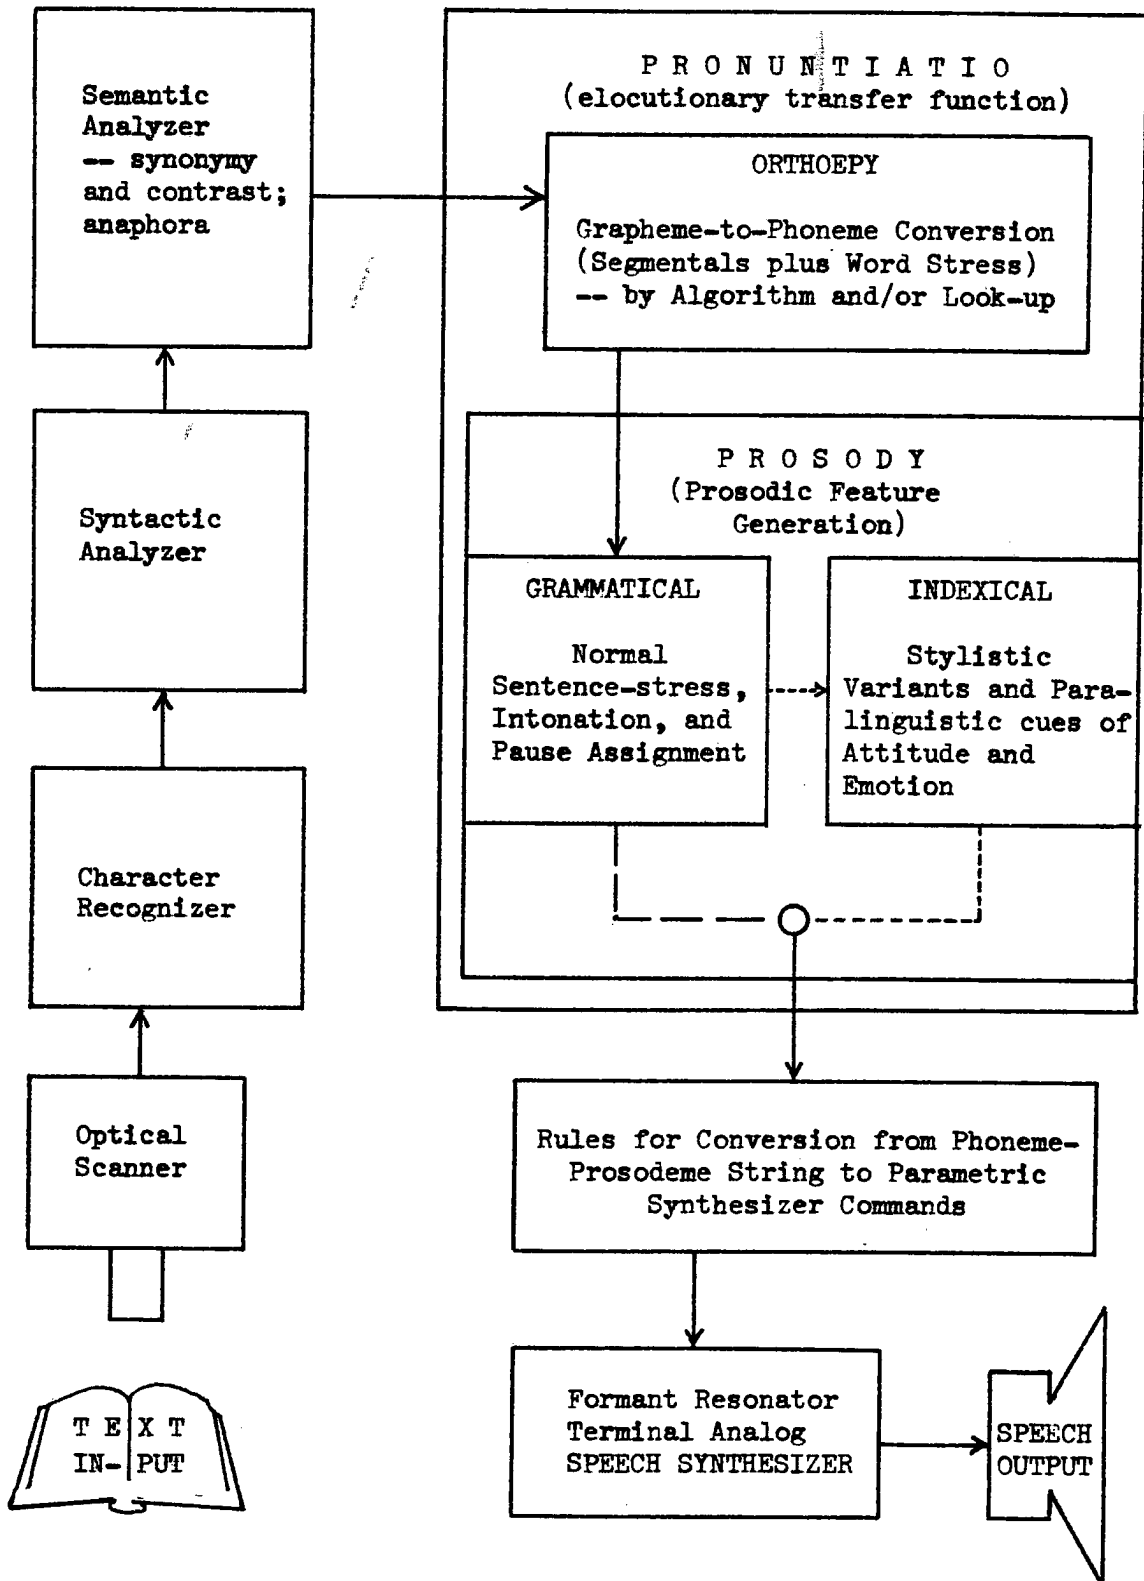 Semantic
Analyzer
-- synonymy
and contrast;
anaphora
Syntactic
Analyzer
Character
Recognizer
Optical
Scanner
TEXT
IN-PUT
PRONUNTIATIO
(elocutionary transfer function)
ORTHOEPY
Grapheme-to-Phoneme Conversion
(Segmentals plus Word Stress)
-- by Algorithm and/or Look-up
PROSODY
(Prosodic Feature
Generation)
GRAMMATICAL
Normal
Sentence-stress,
Intonation, and
Pause Assignment
INDEXICAL
Stylistic
Variants and Para-
linguistic cues of
Attitude and
Emotion
Rules for Conversion from Phoneme-
Prosodeme String to Parametric
Synthesizer Commands
Formant Resonator
Terminal Analog
SPEECH SYNTHESIZER
SPEECH
OUTPUT